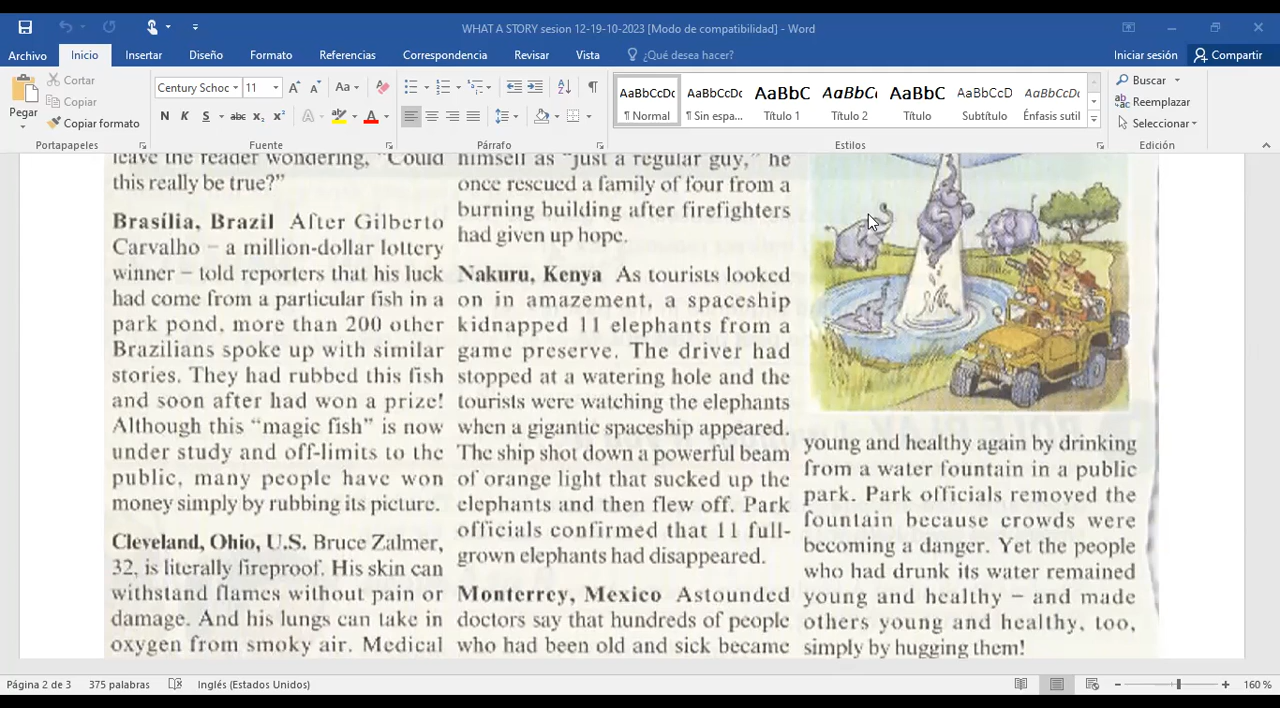 WHAT A STORY sesion 12-19-10-2023 [Modo de compatibilidad] - Word
Archivo Inicio Insertar Diseño Formato Referencias Correspondencia Revisar Vista ¿Qué desea hacer? Iniciar sesión Compartir
Pegar
Cortar
Copiar
Copiar formato
Portapapeles
Century Schoc 11 Aa
N K S abc x₂ x² A A
Fuente
Párrafo
AaBbCcDc AaBbCcDc AaBbC AaBbCc AaBbC AaBbCcD AaBbCcDc
¶ Normal ¶ Sin espa... Título 1 Título 2 Título Subtítulo Énfasis sutil
Estilos
Buscar
Reemplazar
Seleccionar
Edición
leave the reader wondering, "Could
this really be true?"
Brasília, Brazil After Gilberto
Carvalho – a million-dollar lottery
winner – told reporters that his luck
had come from a particular fish in a
park pond, more than 200 other
Brazilians spoke up with similar
stories. They had rubbed this fish
and soon after had won a prize!
Although this "magic fish" is now
under study and off-limits to the
public, many people have won
money simply by rubbing its picture.
Cleveland, Ohio, U.S. Bruce Zalmer,
32, is literally fireproof. His skin can
withstand flames without pain or
damage. And his lungs can take in
oxygen from smoky air. Medical
himself as "just a regular guy," he
once rescued a family of four from a
burning building after firefighters
had given up hope.
Nakuru, Kenya As tourists looked
on in amazement, a spaceship
kidnapped 11 elephants from a
game preserve. The driver had
stopped at a watering hole and the
tourists were watching the elephants
when a gigantic spaceship appeared.
The ship shot down a powerful beam
of orange light that sucked up the
elephants and then flew off. Park
officials confirmed that 11 full-
grown elephants had disappeared.
Monterrey, Mexico Astounded
doctors say that hundreds of people
who had been old and sick became
young and healthy again by drinking
from a water fountain in a public
park. Park officials removed the
fountain because crowds were
becoming a danger. Yet the people
who had drunk its water remained
young and healthy – and made
others young and healthy, too,
simply by hugging them!
Página 2 de 3 375 palabras Inglés (Estados Unidos) 160 %